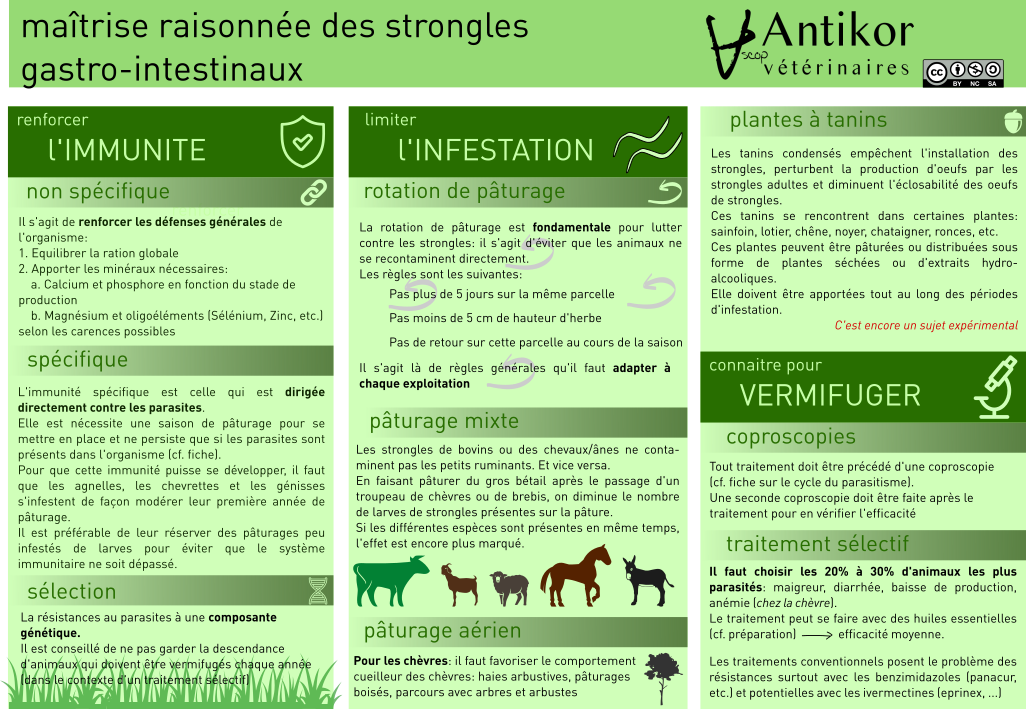 maîtrise raisonnée des strongles
gastro-intestinaux
Antikor
scop
vétérinaires
cc
BY NC SA
renforcer
l'IMMUNITE
non spécifique
Il s'agit de renforcer les défenses générales de
l'organisme:
1. Equilibrer la ration globale
2. Apporter les minéraux nécessaires:
a. Calcium et phosphore en fonction du stade de
production
b. Magnésium et oligoéléments (Sélénium, Zinc, etc.)
selon les carences possibles
spécifique
L'immunité spécifique est celle qui est dirigée
directement contre les parasites.
Elle est nécessite une saison de pâturage pour se
mettre en place et ne persiste que si les parasites sont
présents dans l'organisme (cf. fiche).
Pour que cette immunité puisse se développer, il faut
que les agnelles, les chevrettes et les génisses
s'infestent de façon modérer leur première année de
pâturage.
Il est préférable de leur réserver des pâturages peu
infestés de larves pour éviter que le système
immunitaire ne soit dépassé.
sélection
La résistances au parasites à une composante
génétique.
Il est conseillé de ne pas garder la descendance
d'animaux qui doivent être vermifugés chaque année
(dans le contexte d'un traitement sélectif)
limiter
l'INFESTATION
rotation de pâturage
La rotation de pâturage est fondamentale pour lutter
contre les strongles: il s'agit d'éviter que les animaux ne
se recontaminent directement.
Les règles sont les suivantes:
Pas plus de 5 jours sur la même parcelle
Pas moins de 5 cm de hauteur d'herbe
Pas de retour sur cette parcelle au cours de la saison
Il s'agit là de règles générales qu'il faut adapter à
chaque exploitation
pâturage mixte
Les strongles de bovins ou des chevaux/ânes ne conta-
minent pas les petits ruminants. Et vice versa.
En faisant pâturer du gros bétail après le passage d'un
troupeau de chèvres ou de brebis, on diminue le nombre
de larves de strongles présentes sur la pâture.
Si les différentes espèces sont présentes en même temps,
l'effet est encore plus marqué.
pâturage aérien
Pour les chèvres: il faut favoriser le comportement
cueilleur des chèvres: haies arbustives, pâturages
boisés, parcours avec arbres et arbustes
plantes à tanins
Les tanins condensés empêchent l'installation des
strongles, perturbent la production d'oeufs par les
strongles adultes et diminuent l'éclosabilité des oeufs
de strongles.
Ces tanins se rencontrent dans certaines plantes:
sainfoin, lotier, chêne, noyer, chataigner, ronces, etc.
Ces plantes peuvent être pâturées ou distribuées sous
forme de plantes séchées ou d'extraits hydro-
alcooliques.
Elle doivent être apportées tout au long des périodes
d'infestation.
C'est encore un sujet expérimental
connaitre pour
VERMIFUGER
coproscopies
Tout traitement doit être précédé d'une coproscopie
(cf. fiche sur le cycle du parasitisme).
Une seconde coproscopie doit être faite après le
traitement pour en vérifier l'efficacité
traitement sélectif
Il faut choisir les 20% à 30% d'animaux les plus
parasités: maigreur, diarrhée, baisse de production,
anémie (chez la chèvre).
Le traitement peut se faire avec des huiles essentielles
(cf. préparation) ⟶ efficacité moyenne.
Les traitements conventionnels posent le problème des
résistances surtout avec les benzimidazoles (panacur,
etc.) et potentielles avec les ivermectines (eprinex, ...)